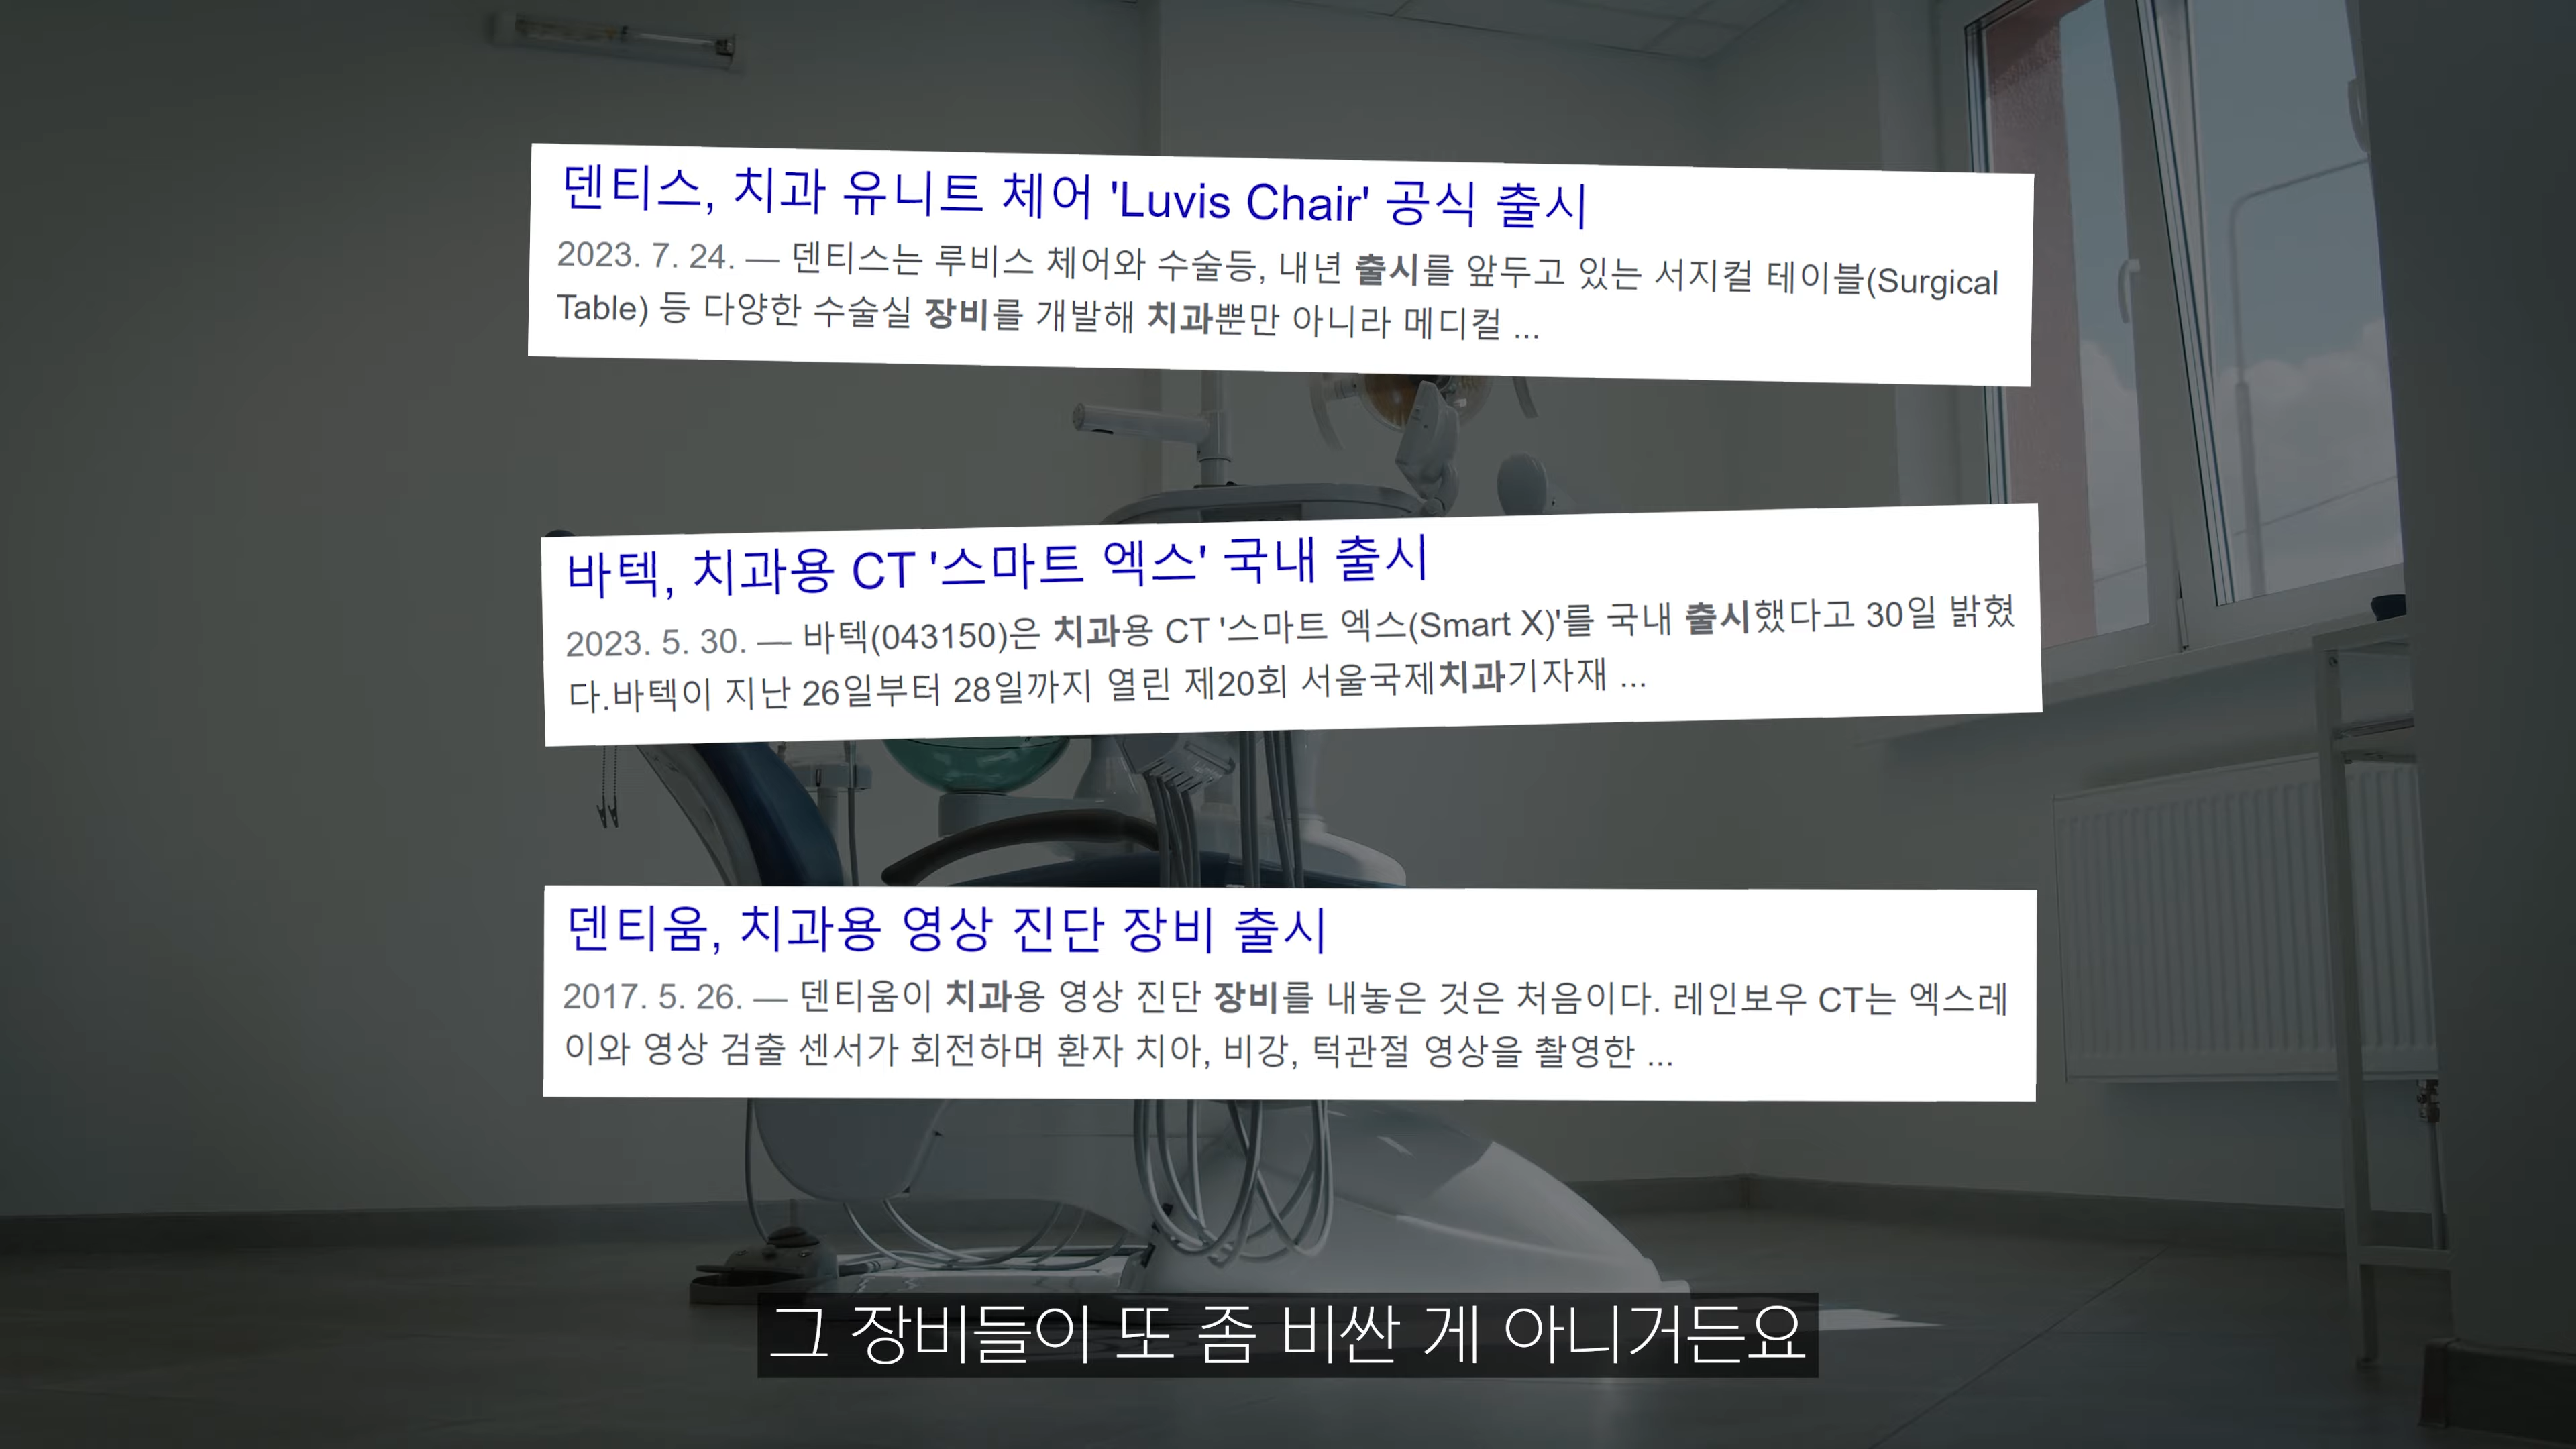 덴티스, 치과 유니트 체어 'Luvis Chair' 공식 출시
2023. 7. 24. — 덴티스는 루비스 체어와 수술등, 내년 출시를 앞두고 있는 서지컬 테이블(Surgical
Table) 등 다양한 수술실 장비를 개발해 치과뿐만 아니라 메디컬 ...
바텍, 치과용 CT '스마트 엑스' 국내 출시
2023. 5. 30. — 바텍(043150)은 치과용 CT '스마트 엑스(Smart X)'를 국내 출시했다고 30일 밝혔
다.바텍이 지난 26일부터 28일까지 열린 제20회 서울국제치과기자재 ...
덴티움, 치과용 영상 진단 장비 출시
2017. 5. 26. — 덴티움이 치과용 영상 진단 장비를 내놓은 것은 처음이다. 레인보우 CT는 엑스레
이와 영상 검출 센서가 회전하며 환자 치아, 비강, 턱관절 영상을 촬영한 ...
그 장비들이 또 좀 비싼 게 아니거든요